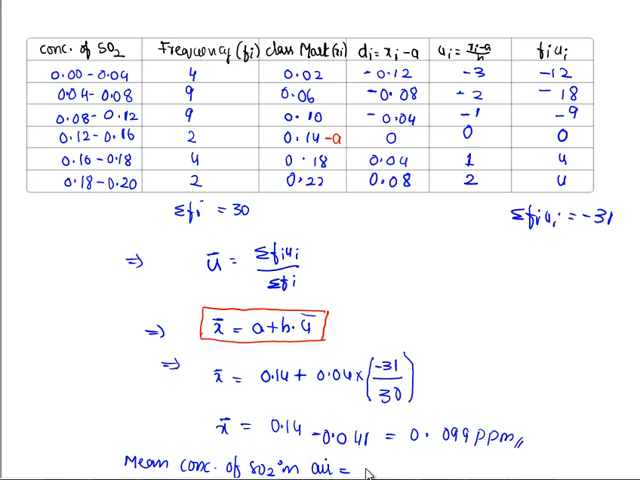 conc. of SO2 Frequency (fi) class Mark (xi) di = xi - a ui = xi-a/h fiui
0.00-0.04 4 0.02 -0.12 -3 -12
0.04-0.08 9 0.06 -0.08 -2 -18
0.08-0.12 9 0.10 -0.04 -1 -9
0.12-0.16 2 0.14-a 0 0 0
0.16-0.18 4 0.18 0.04 1 4
0.18-0.20 2 0.22 0.08 2 4
Σfi = 30 Σfiui = -31
⇒ ū = Σfiui/Σfi
⇒ x̄ = a+h.ū
⇒ x̄ = 0.14 + 0.04 × (-31/30)
x̄ = 0.14 - 0.041 = 0.099 ppm,,
Mean conc. of SO2 in air =